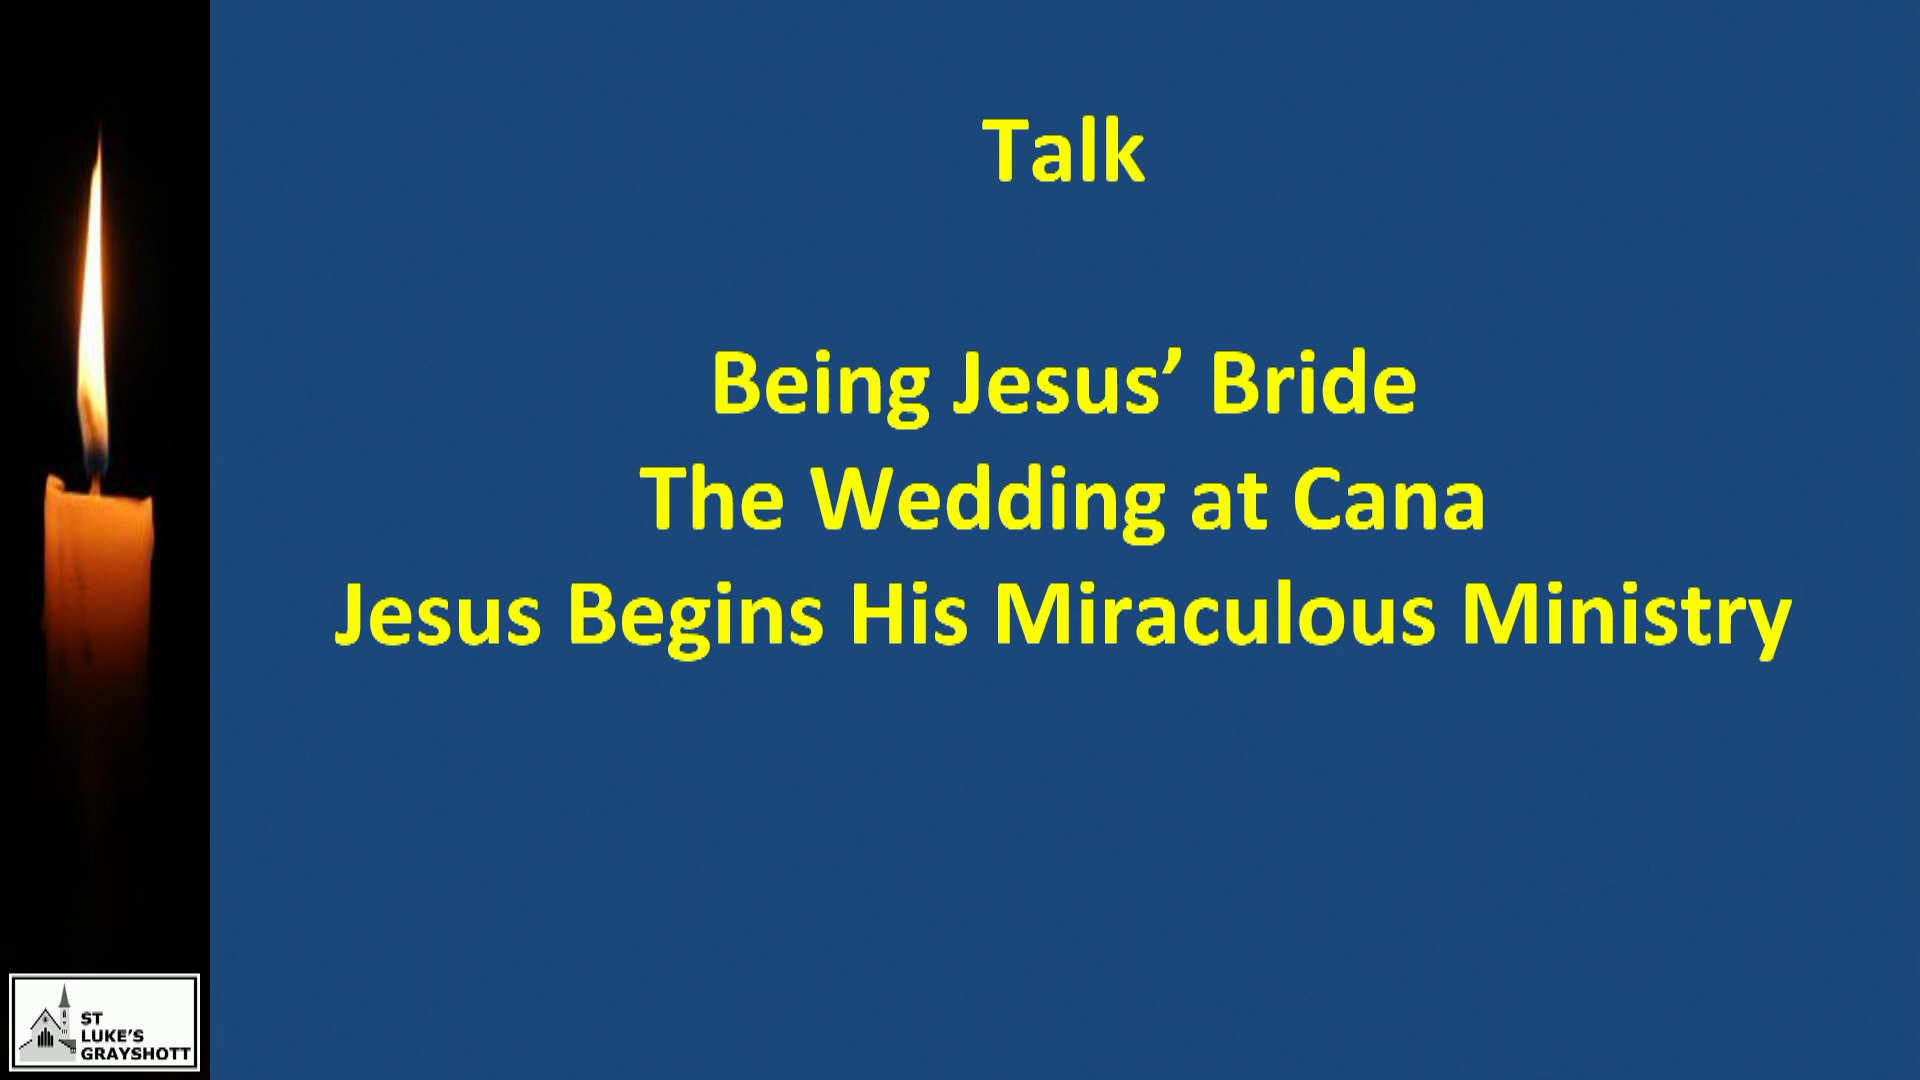 Talk
Being Jesus’ Bride
The Wedding at Cana
Jesus Begins His Miraculous Ministry
ST
LUKE'S
GRAYSHOTT